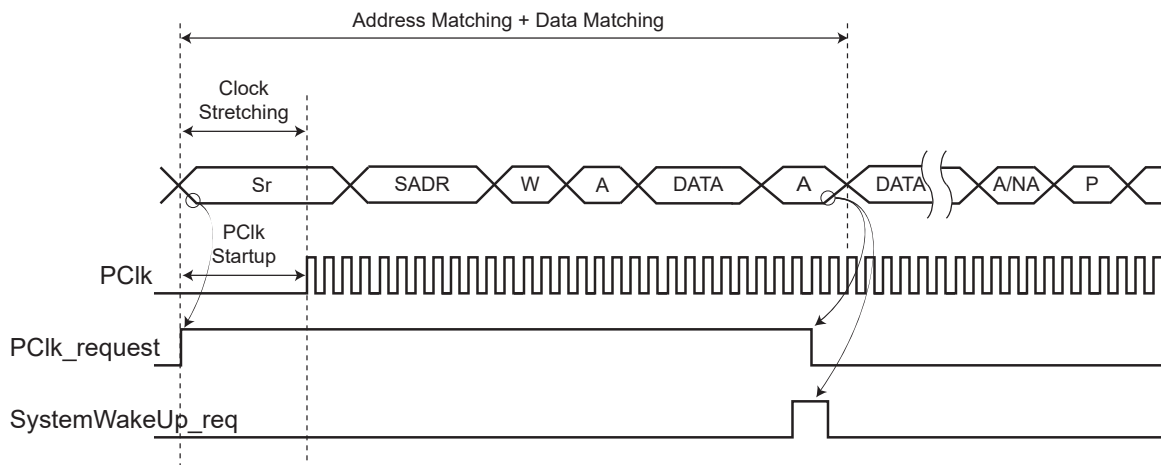 Address Matching + Data Matching
Clock
Stretching
Sr
SADR
W
A
DATA
A
DATA
A/NA
P
PClk
Startup
PClk
PClk_request
SystemWakeUp_req